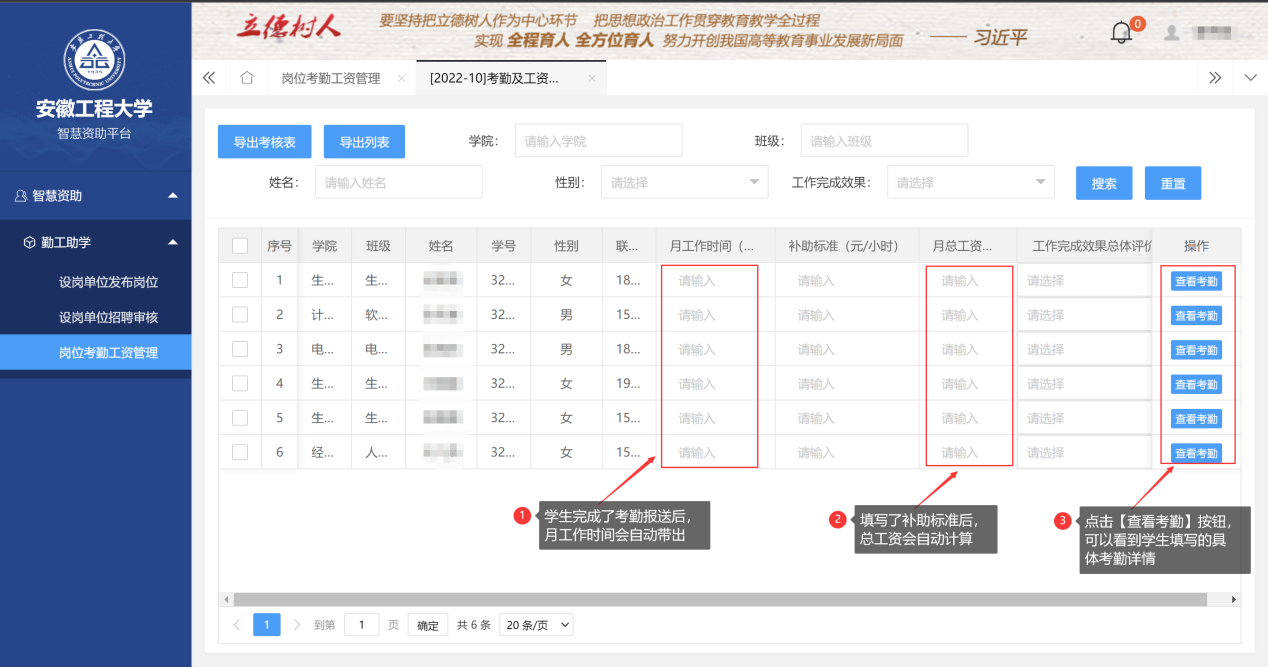 立德树人
要坚持把立德树人作为中心环节 把思想政治工作贯穿教育教学全过程
实现 全程育人 全方位育人 努力开创我国高等教育事业发展新局面
—— 习近平
0
安徽工程大学
智慧资助平台
智慧资助
勤工助学
设岗单位发布岗位
设岗单位招聘审核
岗位考勤工资管理
岗位考勤工资管理 ×
[2022-10]考勤及工资... ×
导出考核表 导出列表 学院: 请输入学院 班级: 请输入班级
姓名: 请输入姓名 性别: 请选择 工作完成效果: 请选择 搜索 重置
序号 学院 班级 姓名 学号 性别 联... 月工作时间（... 补助标准（元/小时） 月总工资... 工作完成效果总体评价 操作
1 生... 生... 32... 女 18... 请输入 请输入 请输入 请选择 查看考勤
2 计... 软... 32... 男 15... 请输入 请输入 请输入 请选择 查看考勤
3 电... 电... 32... 男 18... 请输入 请输入 请输入 请选择 查看考勤
4 生... 生... 32... 女 19... 请输入 请输入 请输入 请选择 查看考勤
5 生... 生... 32... 女 15... 请输入 请输入 请输入 请选择 查看考勤
6 经... 人... 32... 女 15... 请输入 请输入 请输入 请选择 查看考勤
1
学生完成了考勤报送后，
月工作时间会自动带出
2
填写了补助标准后，
总工资会自动计算
3
点击【查看考勤】按钮，
可以看到学生填写的具
体考勤详情
1 到第 1 页 确定 共 6 条 20 条/页